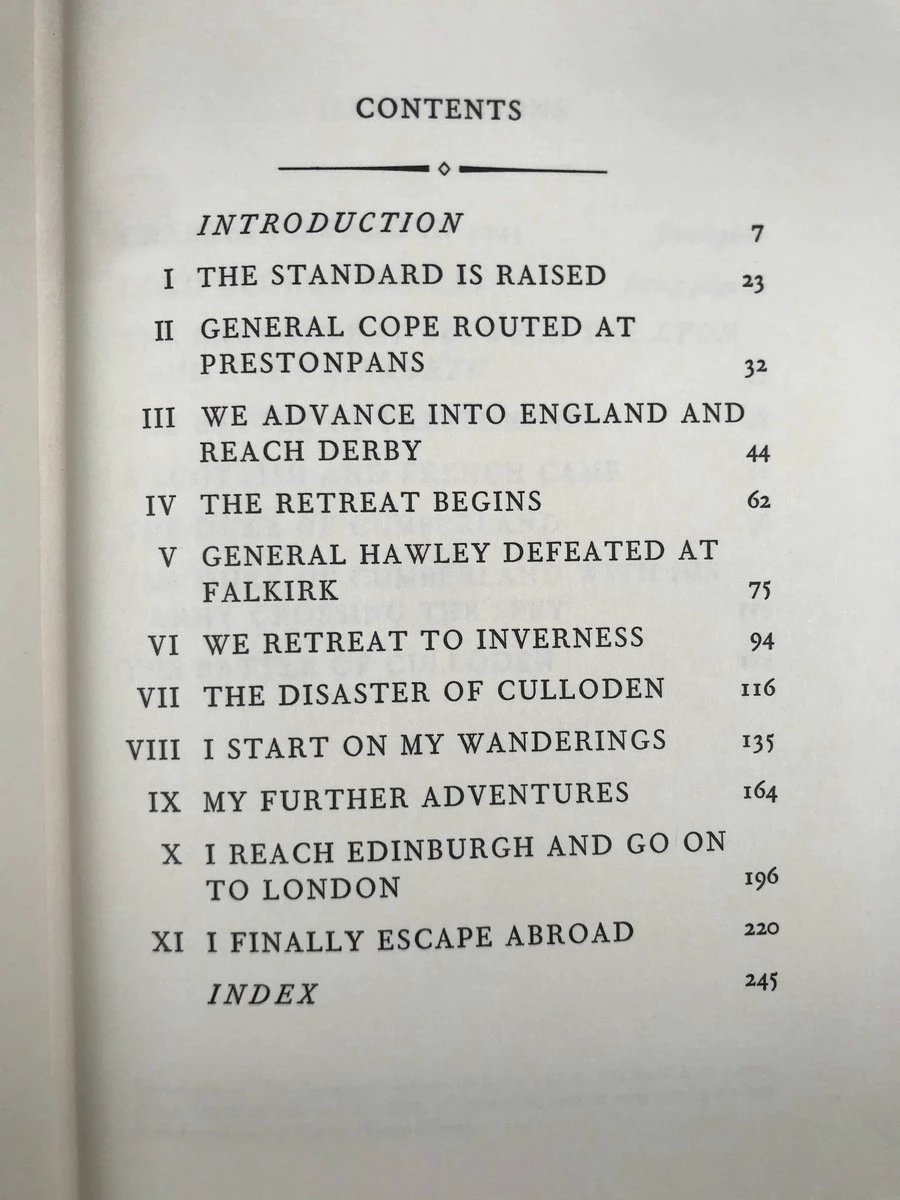 CONTENTS
INTRODUCTION 7
I THE STANDARD IS RAISED 23
II GENERAL COPE ROUTED AT
PRESTONPANS 32
III WE ADVANCE INTO ENGLAND AND
REACH DERBY 44
IV THE RETREAT BEGINS 62
V GENERAL HAWLEY DEFEATED AT
FALKIRK 75
VI WE RETREAT TO INVERNESS 94
VII THE DISASTER OF CULLODEN 116
VIII I START ON MY WANDERINGS 135
IX MY FURTHER ADVENTURES 164
X I REACH EDINBURGH AND GO ON
TO LONDON 196
XI I FINALLY ESCAPE ABROAD 220
INDEX 245